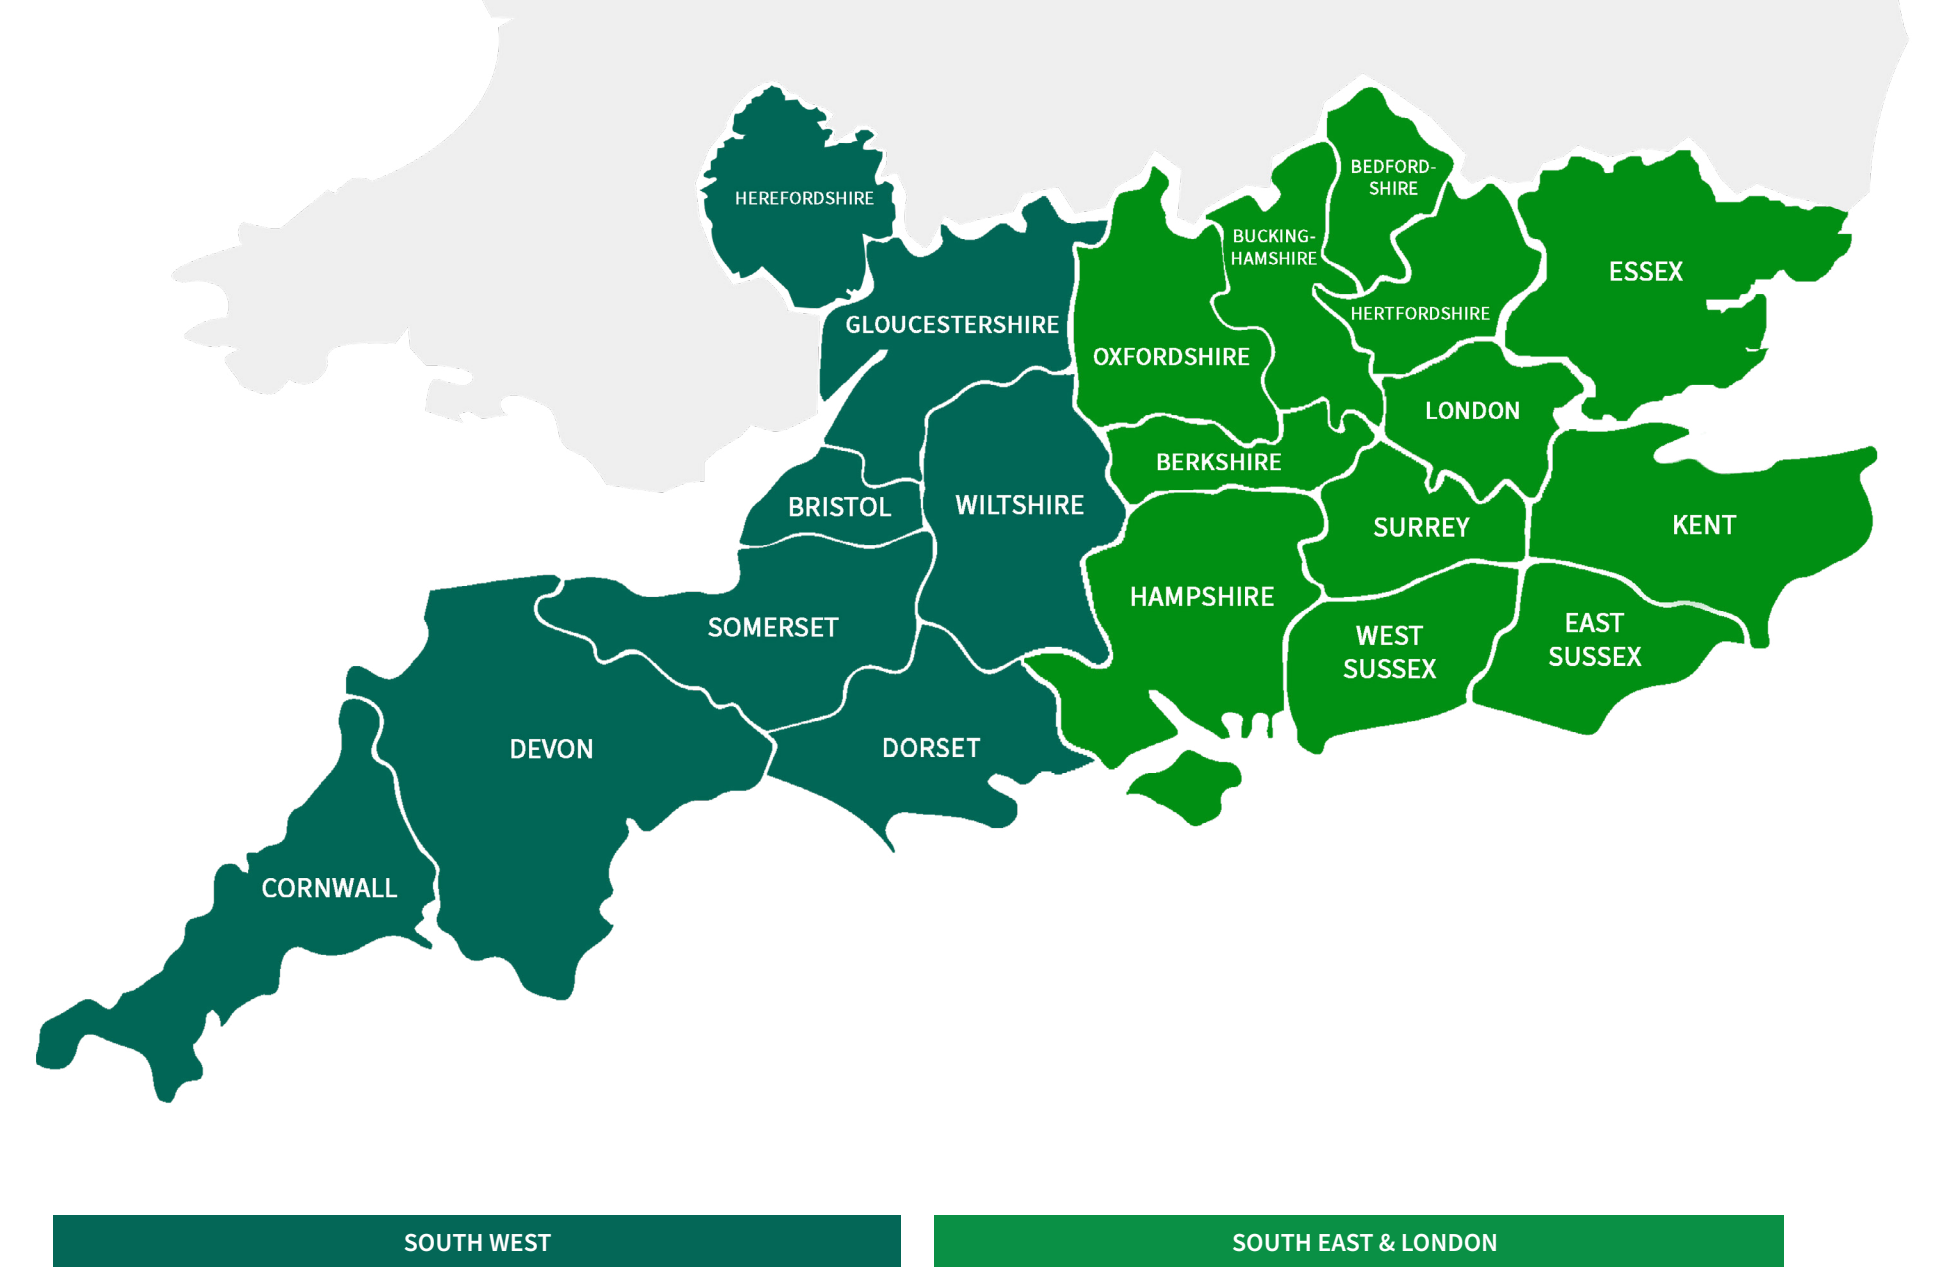 BEDFORD-
SHIRE
HEREFORDSHIRE
BUCKING-
HAMSHIRE
ESSEX
HERTFORDSHIRE
GLOUCESTERSHIRE
OXFORDSHIRE
LONDON
BERKSHIRE
BRISTOL
WILTSHIRE
SURREY
KENT
HAMPSHIRE
SOMERSET
WEST
SUSSEX
EAST
SUSSEX
DEVON
DORSET
CORNWALL
SOUTH WEST
SOUTH EAST & LONDON